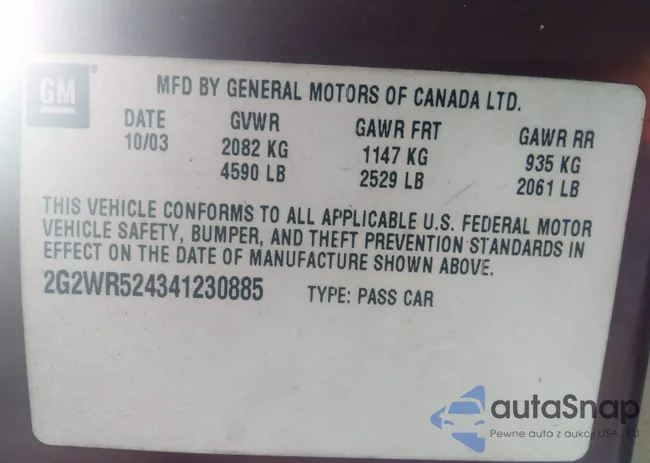 GM
MFD BY GENERAL MOTORS OF CANADA LTD.
DATE GVWR GAWR FRT GAWR RR
10/03 2082 KG 1147 KG 935 KG
4590 LB 2529 LB 2061 LB
THIS VEHICLE CONFORMS TO ALL APPLICABLE U.S. FEDERAL MOTOR
VEHICLE SAFETY, BUMPER, AND THEFT PREVENTION STANDARDS IN
EFFECT ON THE DATE OF MANUFACTURE SHOWN ABOVE.
2G2WR524341230885 TYPE: PASS CAR
autaSnap
Pewne auta z aukcji USA - EU